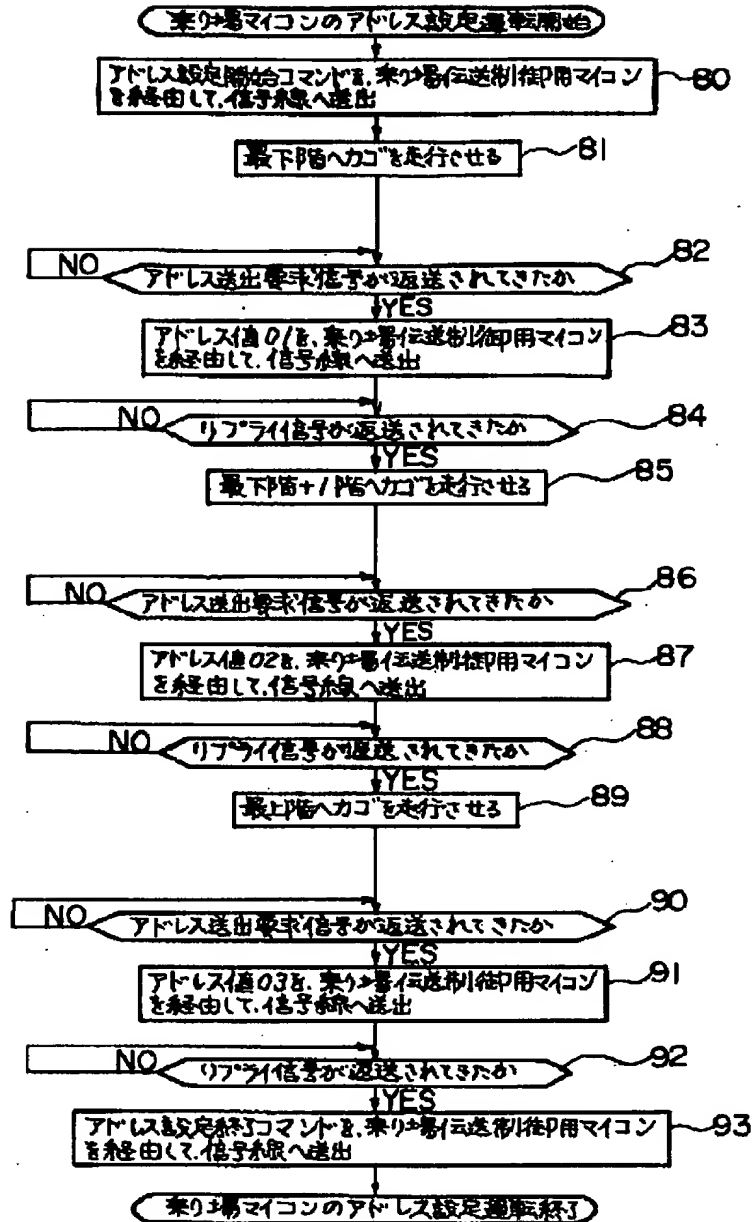 乗り場マイコンのアドレス設定運転開始
アドレス設定開始コマンドを、乗り場伝送制御用マイコン
を経由して、信号線へ送出
80
最下階へカゴを走行させる
81
アドレス送出要求信号が返送されてきたか
82
NO
YES
アドレス値01を、乗り場伝送制御用マイコン
を経由して、信号線へ送出
83
リプライ信号が返送されてきたか
84
NO
YES
最下階+1階へカゴを走行させる
85
アドレス送出要求信号が返送されてきたか
86
NO
YES
アドレス値02を、乗り場伝送制御用マイコン
を経由して、信号線へ送出
87
リプライ信号が返送されてきたか
88
NO
YES
最上階へカゴを走行させる
89
アドレス送出要求信号が返送されてきたか
90
NO
YES
アドレス値03を、乗り場伝送制御用マイコン
を経由して、信号線へ送出
91
リプライ信号が返送されてきたか
92
NO
YES
アドレス設定終了コマンドを、乗り場伝送制御用マイコン
を経由して、信号線へ送出
93
乗り場マイコンのアドレス設定運転終了